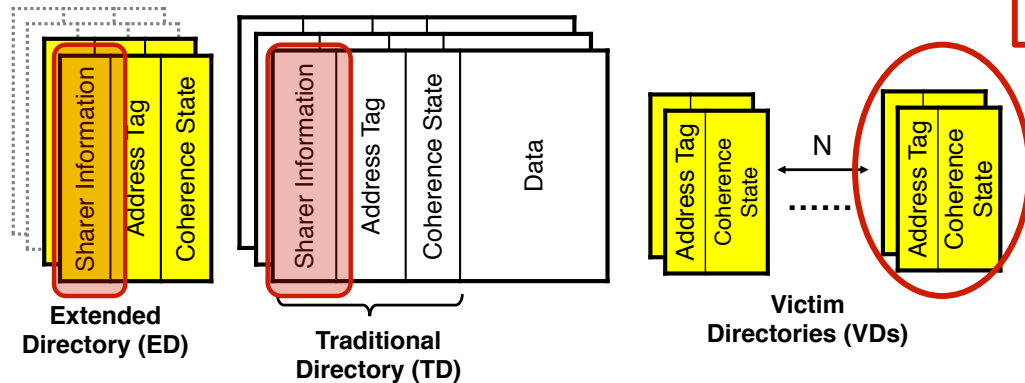 Sharer Information
Address Tag
Coherence State
Extended
Directory (ED)
Sharer Information
Address Tag
Coherence State
Data
Traditional
Directory (TD)
Address Tag
Coherence
State
N
......
Address Tag
Coherence
State
Victim
Directories (VDs)